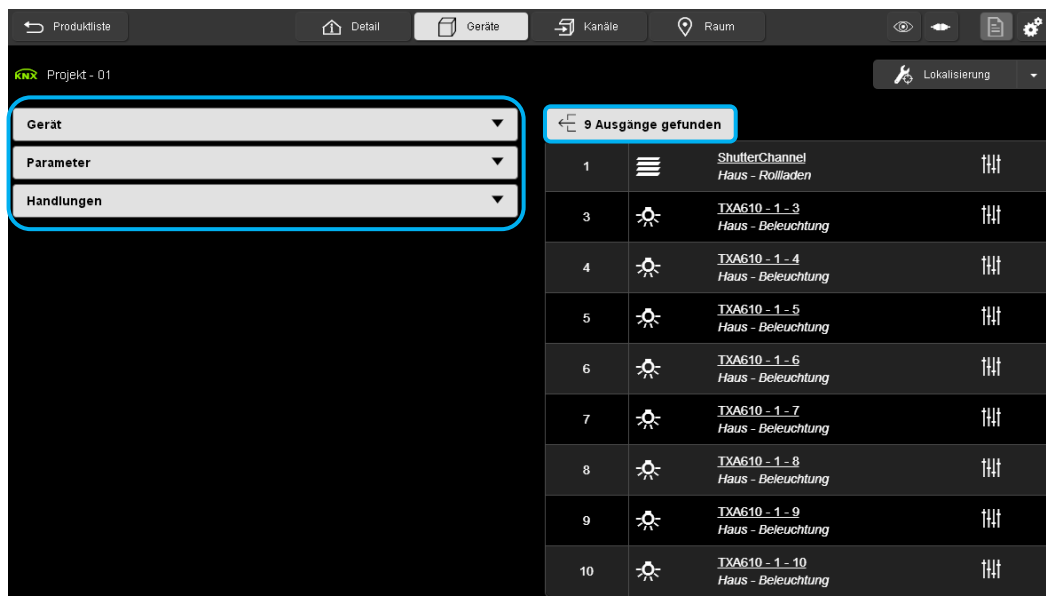 Produktliste
Detail
Geräte
Kanäle
Raum
KNX Projekt - 01
Lokalisierung
Gerät
Parameter
Handlungen
9 Ausgänge gefunden
1
ShutterChannel
Haus - Rollladen
3
TXA610 - 1 - 3
Haus - Beleuchtung
4
TXA610 - 1 - 4
Haus - Beleuchtung
5
TXA610 - 1 - 5
Haus - Beleuchtung
6
TXA610 - 1 - 6
Haus - Beleuchtung
7
TXA610 - 1 - 7
Haus - Beleuchtung
8
TXA610 - 1 - 8
Haus - Beleuchtung
9
TXA610 - 1 - 9
Haus - Beleuchtung
10
TXA610 - 1 - 10
Haus - Beleuchtung